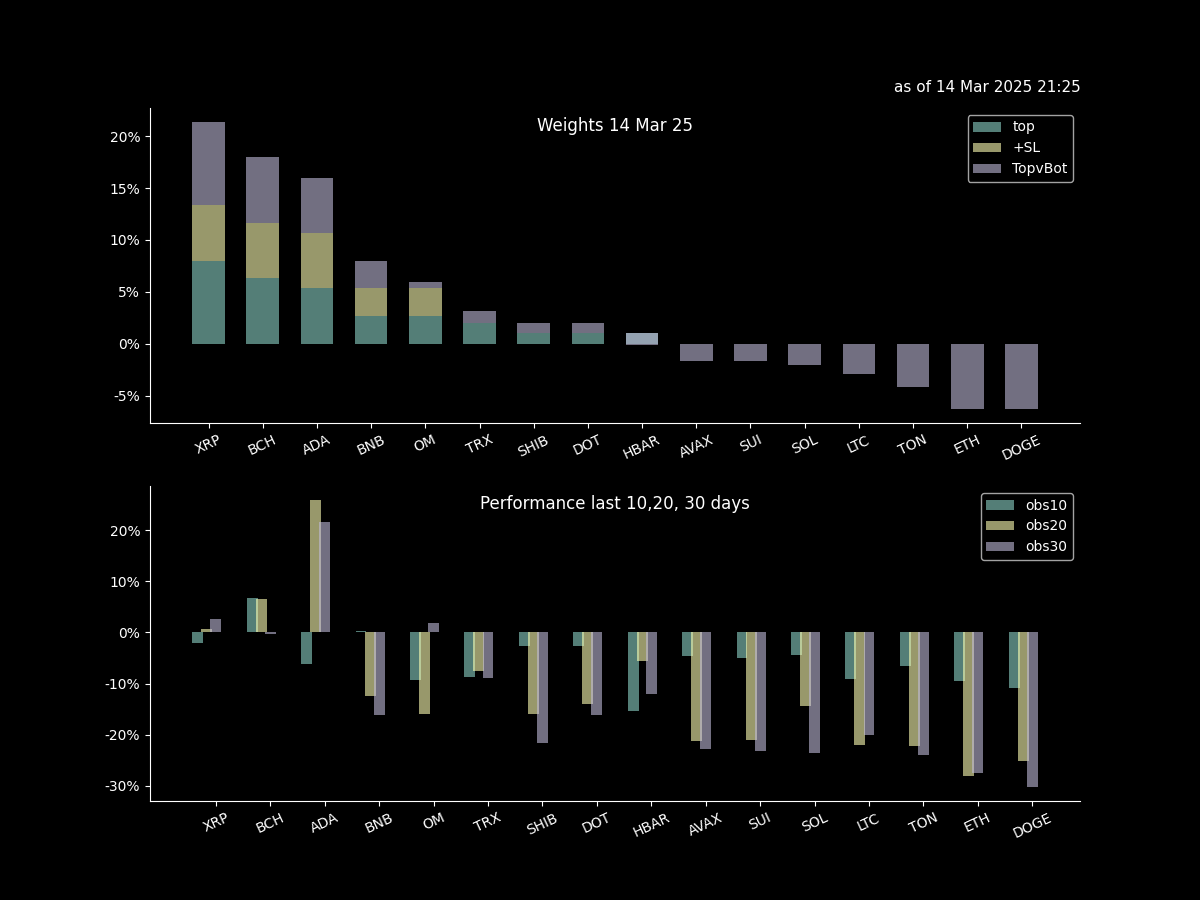 as of 14 Mar 2025 21:25
Weights 14 Mar 25
top
+SL
TopvBot
20%
15%
10%
5%
0%
-5%
XRP BCH ADA BNB OM TRX SHIB DOT HBAR AVAX SUI SOL LTC TON ETH DOGE
Performance last 10,20, 30 days
obs10
obs20
obs30
20%
10%
0%
-10%
-20%
-30%
XRP BCH ADA BNB OM TRX SHIB DOT HBAR AVAX SUI SOL LTC TON ETH DOGE